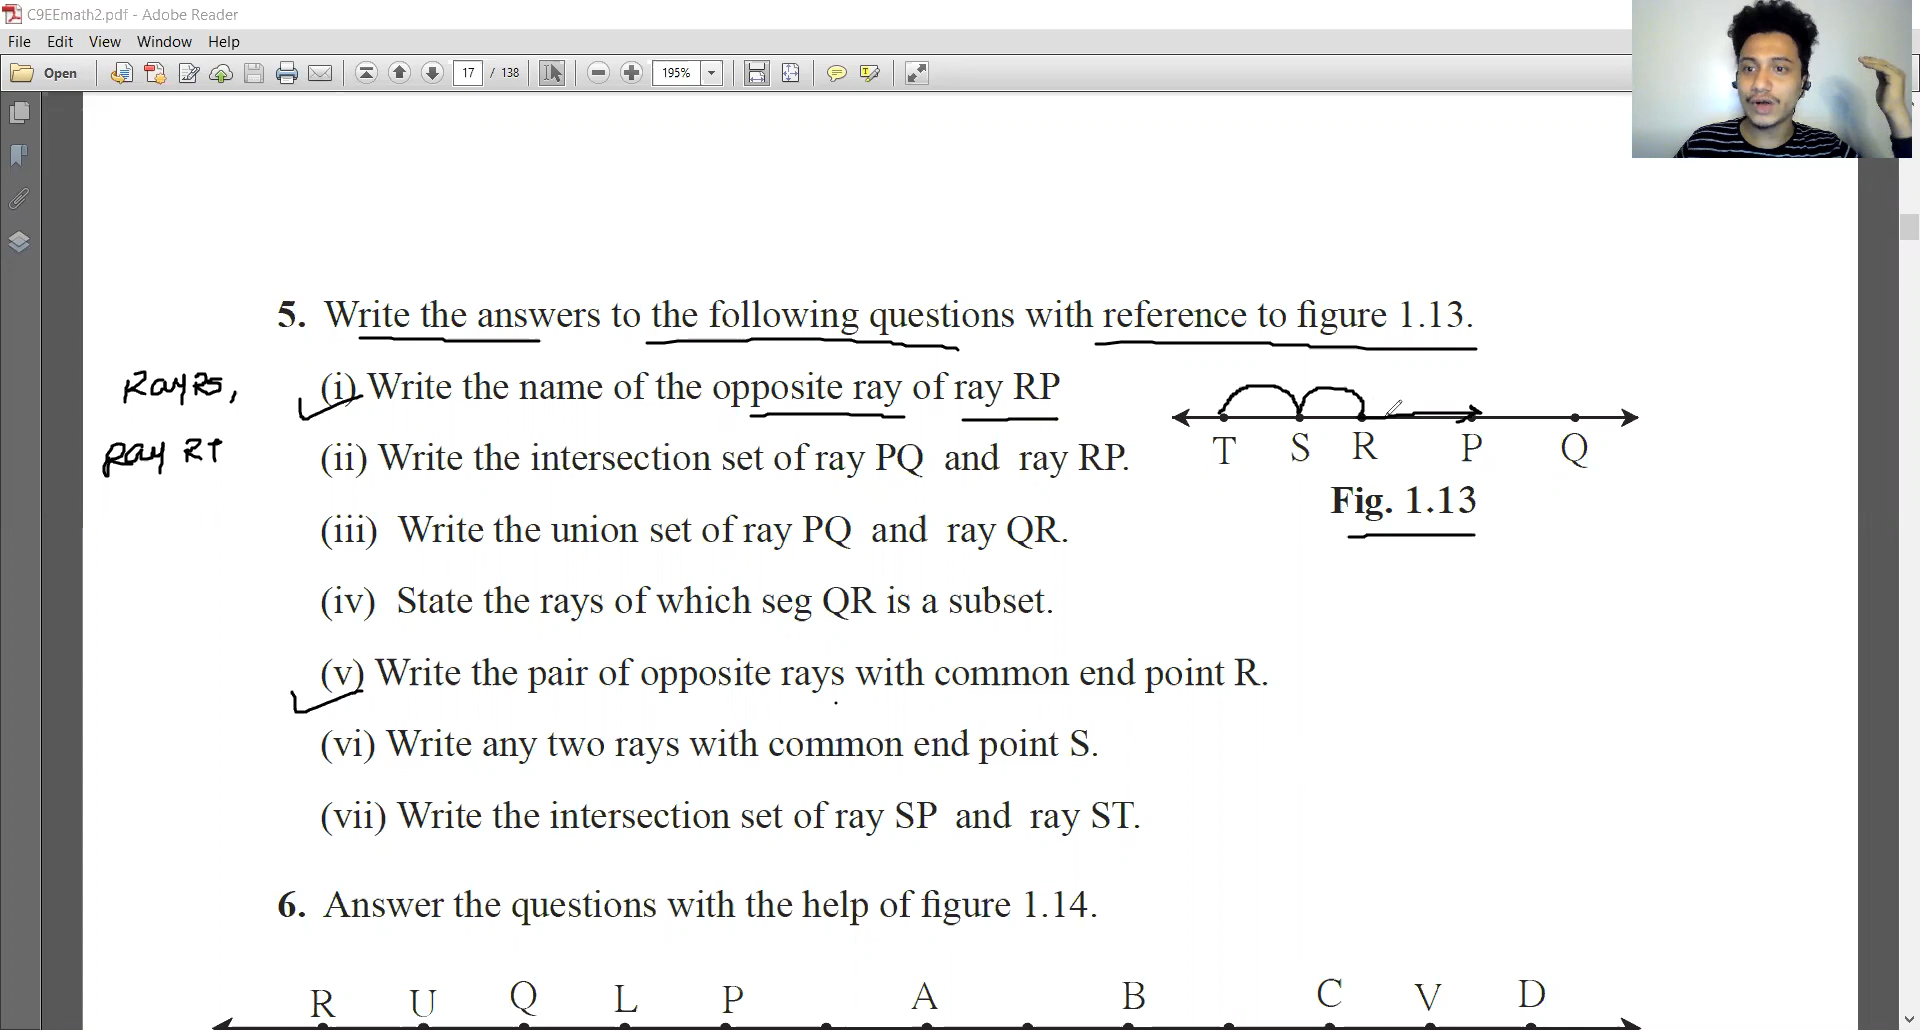 C9EEmath2.pdf - Adobe Reader
File Edit View Window Help
Open 17 / 138 195%
5. Write the answers to the following questions with reference to figure 1.13.
Ray RS,
(i) Write the name of the opposite ray of ray RP
Ray RT
(ii) Write the intersection set of ray PQ and ray RP.
(iii) Write the union set of ray PQ and ray QR.
(iv) State the rays of which seg QR is a subset.
(v) Write the pair of opposite rays with common end point R.
(vi) Write any two rays with common end point S.
(vii) Write the intersection set of ray SP and ray ST.
T S R P Q
Fig. 1.13
6. Answer the questions with the help of figure 1.14.
R U Q L P A B C V D